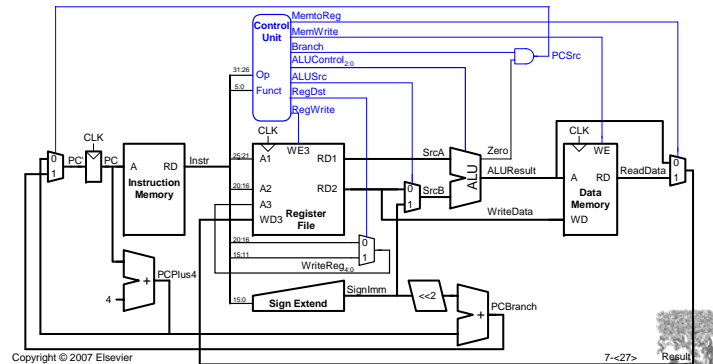 MemtoReg
Control
Unit
MemWrite
Branch
ALUControl2:0
PCSrc
31:26
Op
ALUSrc
5:0
Funct
RegDst
RegWrite
CLK
CLK
CLK
0
1
PC'
PC
A
RD
Instruction
Memory
Instr
25:21
A1
WE3
RD1
SrcA
Zero
WE
0
1
20:16
A2
RD2
0
1
SrcB
ALU
ALUResult
A
RD
ReadData
Data
Memory
A3
WD3
Register
File
WriteData
WD
20:16
0
15:11
1
WriteReg4:0
PCPlus4
+
4
SignImm
15:0
Sign Extend
<<2
+
PCBranch
Copyright © 2007 Elsevier
7-<27>
Result